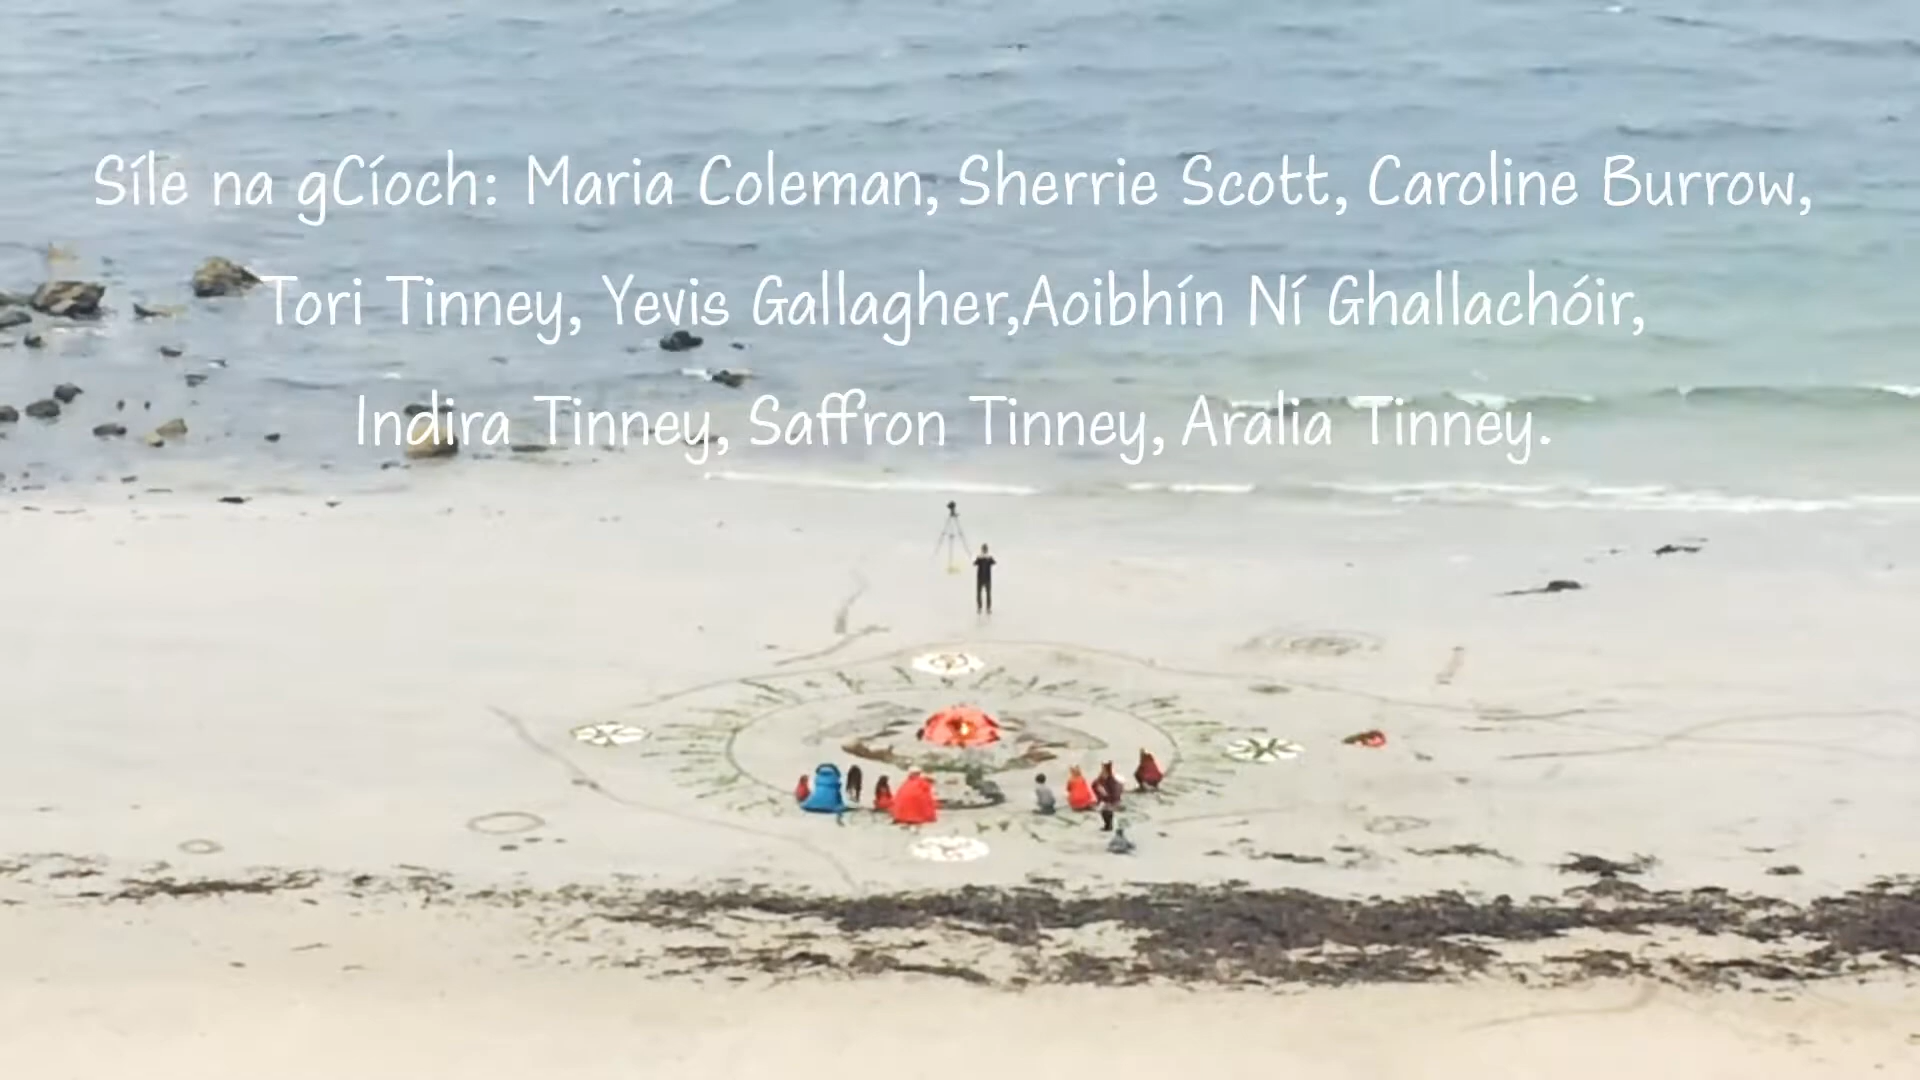 Síle na gCíoch: Maria Coleman, Sherrie Scott, Caroline Burrow,
Tori Tinney, Yevis Gallagher,Aoibhín Ní Ghallachóir,
Indira Tinney, Saffron Tinney, Aralia Tinney.